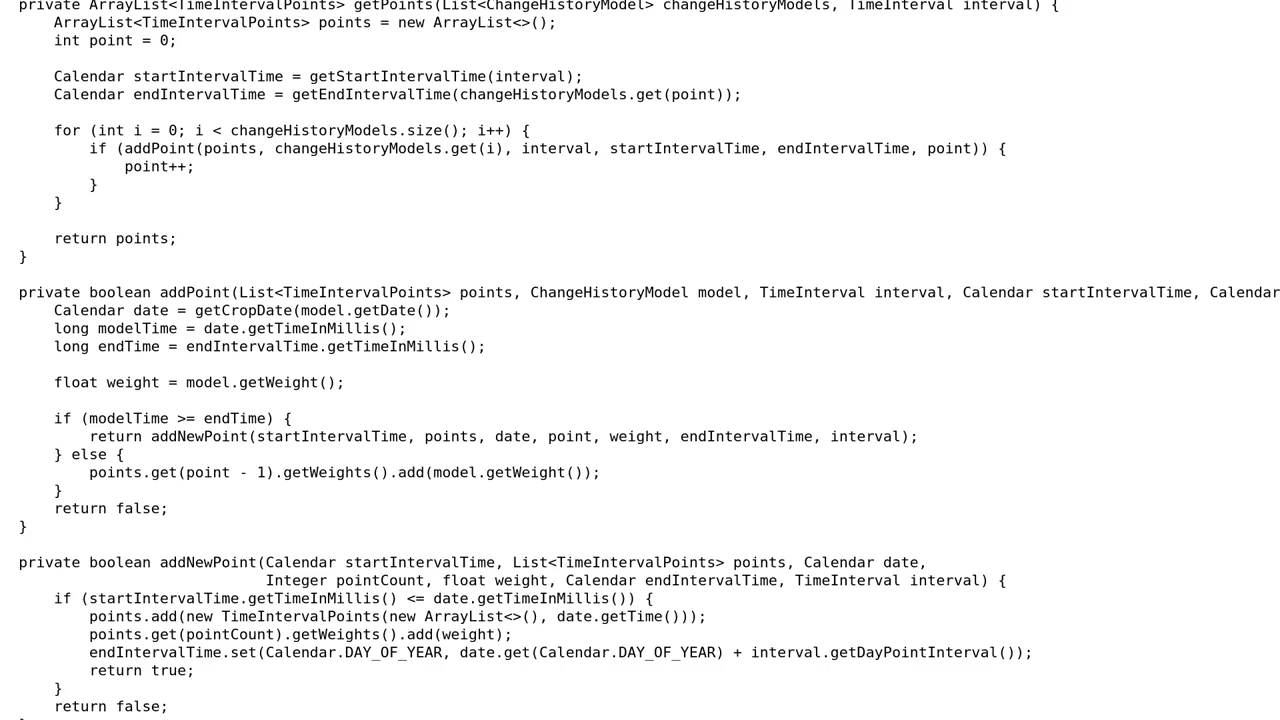 private ArrayList<TimeIntervalPoints> getPoints(List<ChangeHistoryModel> changeHistoryModels, TimeInterval interval) {
    ArrayList<TimeIntervalPoints> points = new ArrayList<>();
    int point = 0;

    Calendar startIntervalTime = getStartIntervalTime(interval);
    Calendar endIntervalTime = getEndIntervalTime(changeHistoryModels.get(point));

    for (int i = 0; i < changeHistoryModels.size(); i++) {
        if (addPoint(points, changeHistoryModels.get(i), interval, startIntervalTime, endIntervalTime, point)) {
            point++;
        }
    }

    return points;
}

private boolean addPoint(List<TimeIntervalPoints> points, ChangeHistoryModel model, TimeInterval interval, Calendar startIntervalTime, Calendar
    Calendar date = getCropDate(model.getDate());
    long modelTime = date.getTimeInMillis();
    long endTime = endIntervalTime.getTimeInMillis();

    float weight = model.getWeight();

    if (modelTime >= endTime) {
        return addNewPoint(startIntervalTime, points, date, point, weight, endIntervalTime, interval);
    } else {
        points.get(point - 1).getWeights().add(model.getWeight());
    }
    return false;
}

private boolean addNewPoint(Calendar startIntervalTime, List<TimeIntervalPoints> points, Calendar date,
                            Integer pointCount, float weight, Calendar endIntervalTime, TimeInterval interval) {
    if (startIntervalTime.getTimeInMillis() <= date.getTimeInMillis()) {
        points.add(new TimeIntervalPoints(new ArrayList<>(), date.getTime()));
        points.get(pointCount).getWeights().add(weight);
        endIntervalTime.set(Calendar.DAY_OF_YEAR, date.get(Calendar.DAY_OF_YEAR) + interval.getDayPointInterval());
        return true;
    }
    return false;